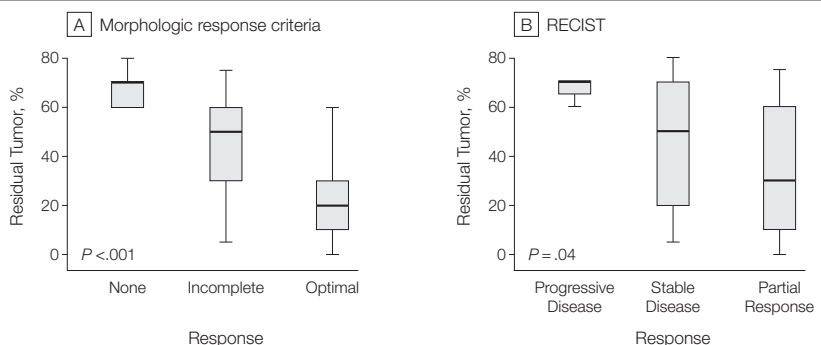 A Morphologic response criteria
80
60
40
20
0
Residual Tumor, %
P <.001
None Incomplete Optimal
Response
B RECIST
80
60
40
20
0
Residual Tumor, %
P = .04
Progressive Disease
Stable Disease
Partial Response
Response